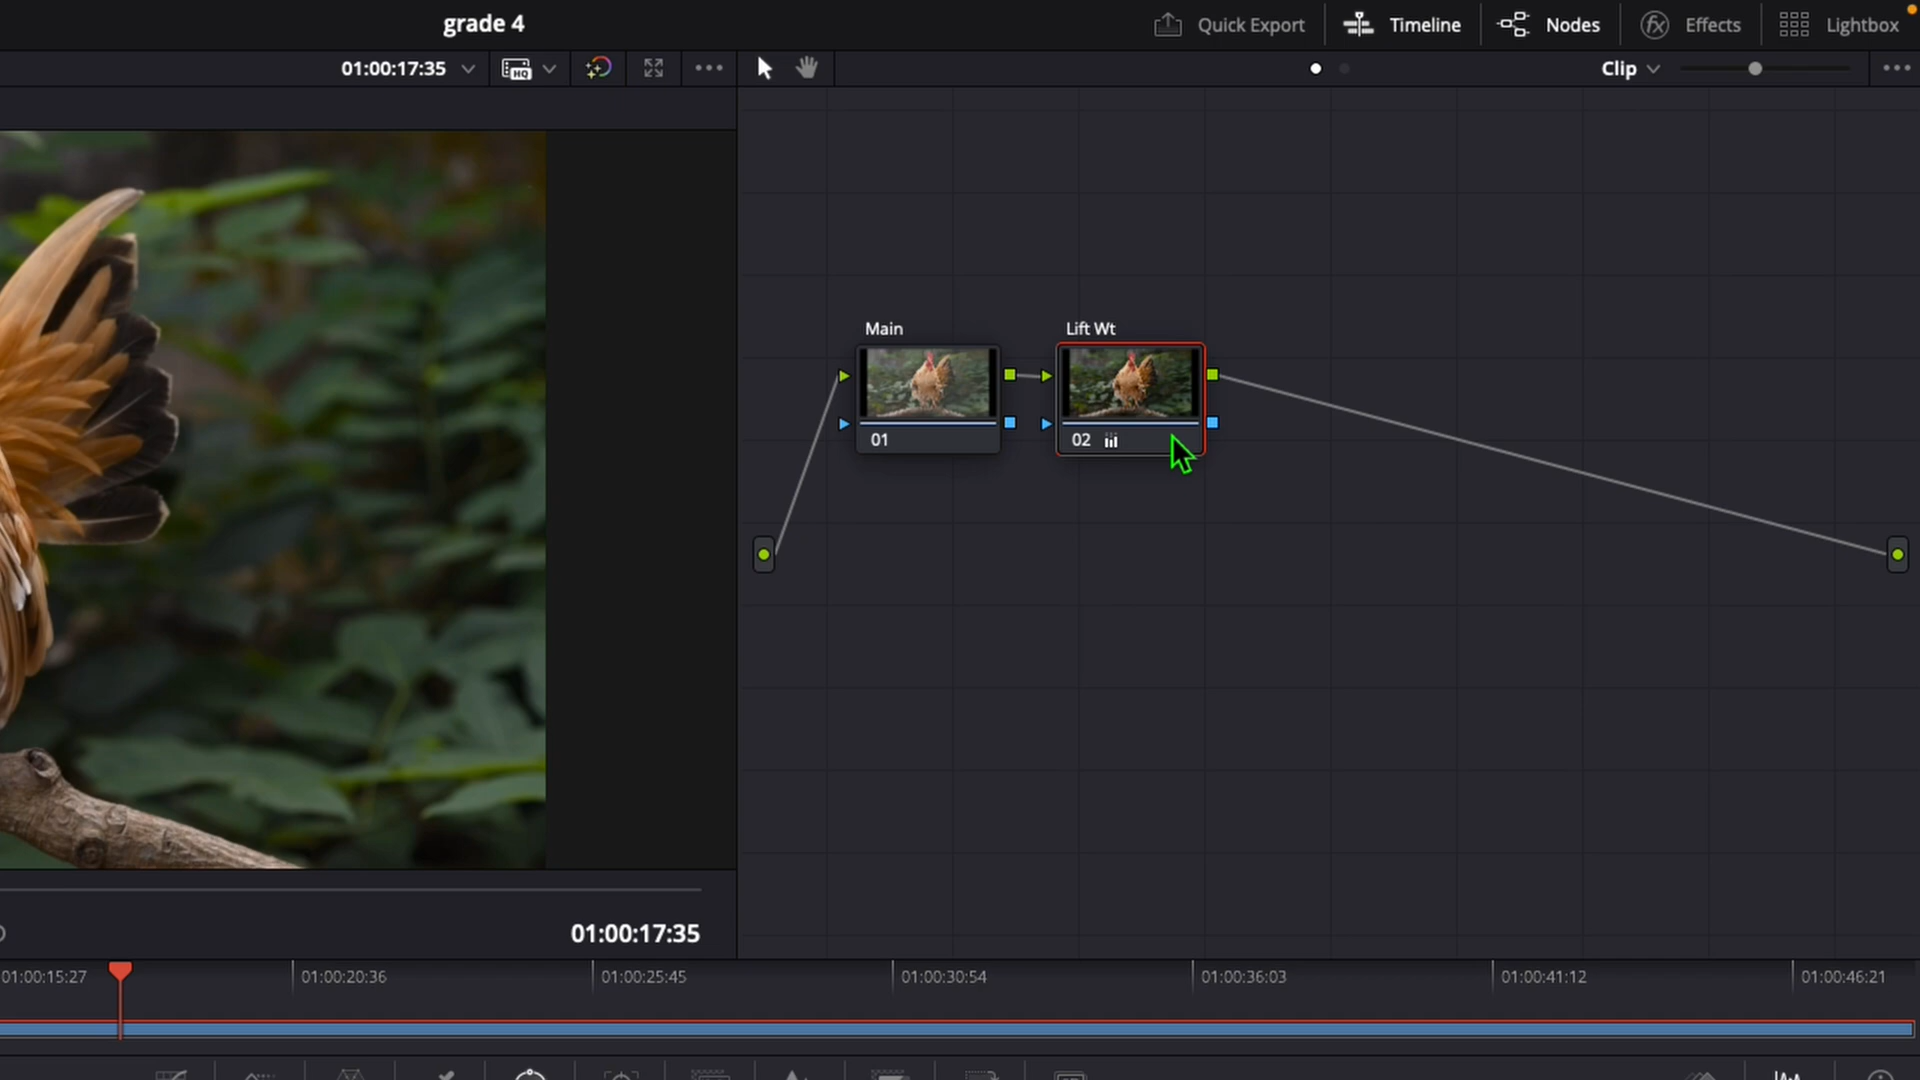 grade 4
Quick Export
Timeline
Nodes
Effects
Lightbox
01:00:17:35
HQ
Clip
Main
Lift Wt
01
02
01:00:17:35
01:00:15:27
01:00:20:36
01:00:25:45
01:00:30:54
01:00:36:03
01:00:41:12
01:00:46:21